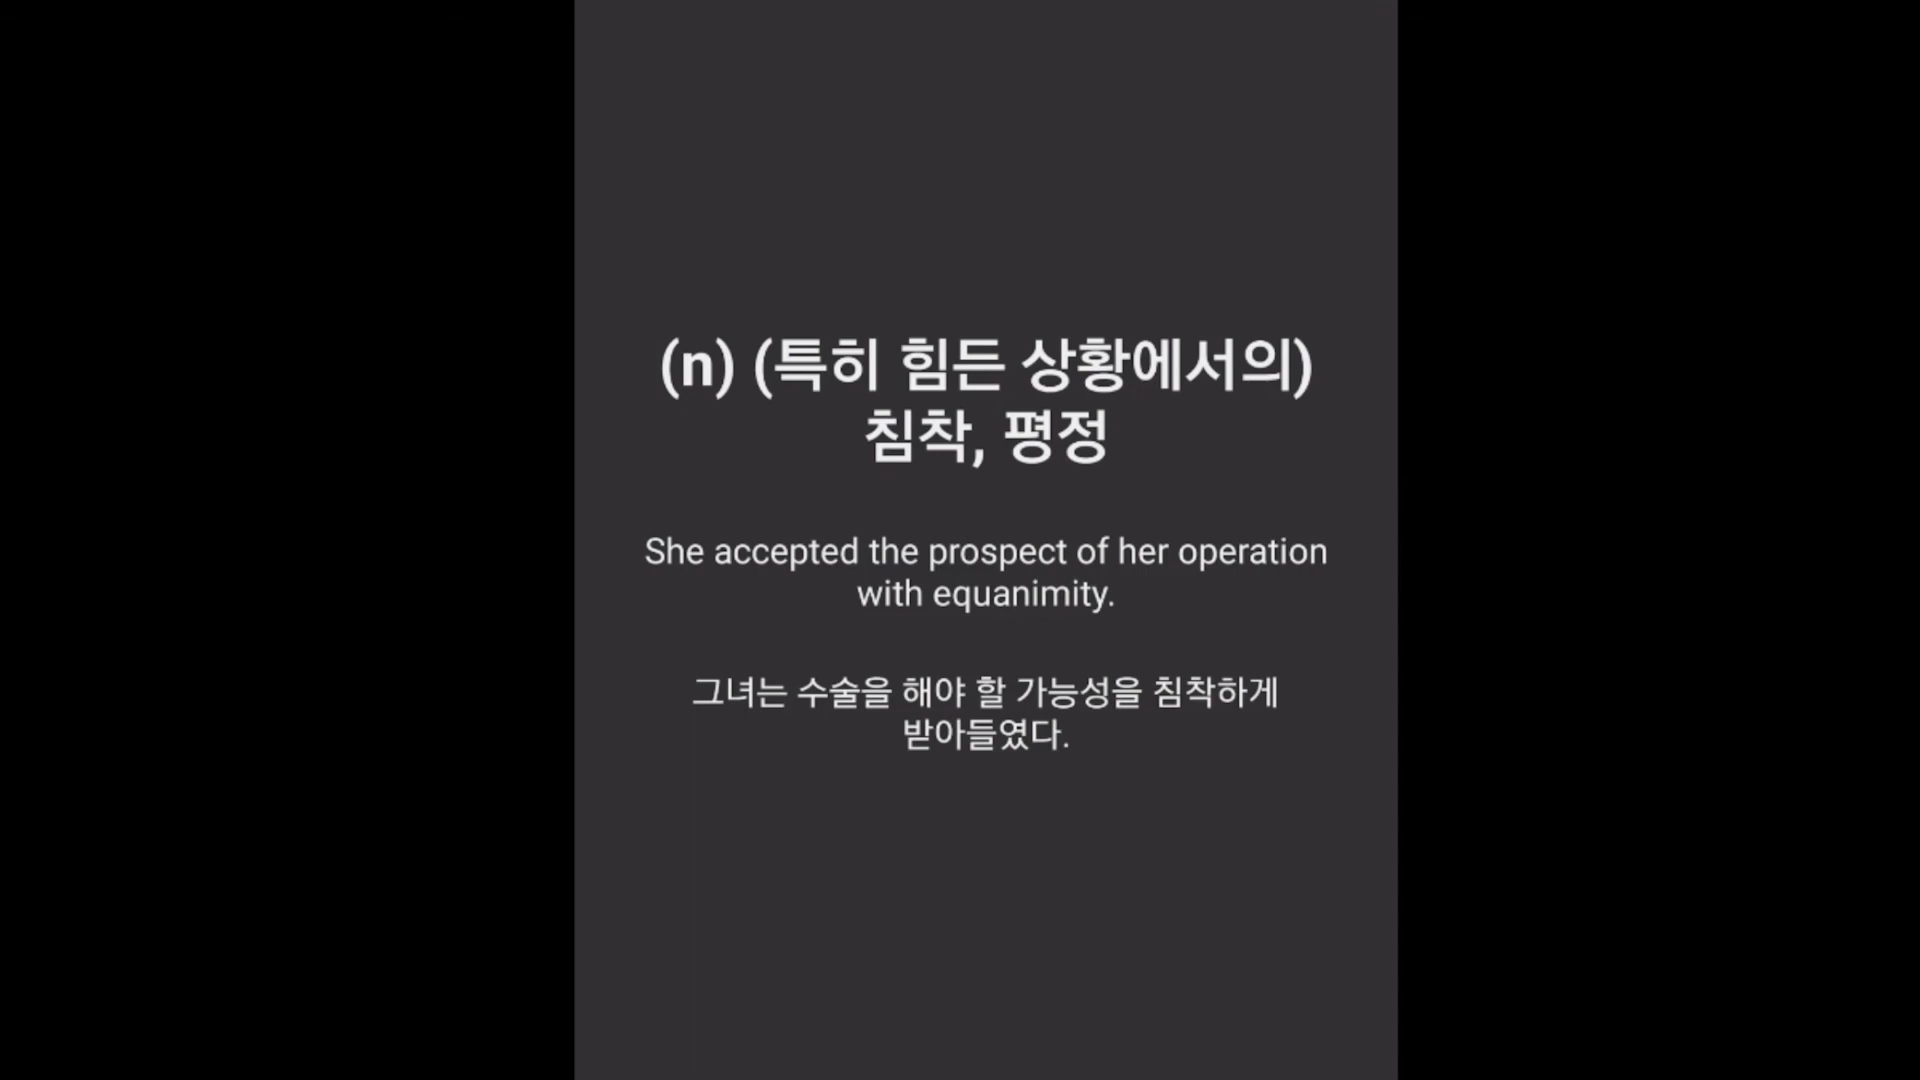 (n) (특히 힘든 상황에서의)
침착, 평정
She accepted the prospect of her operation
with equanimity.
그녀는 수술을 해야 할 가능성을 침착하게
받아들였다.